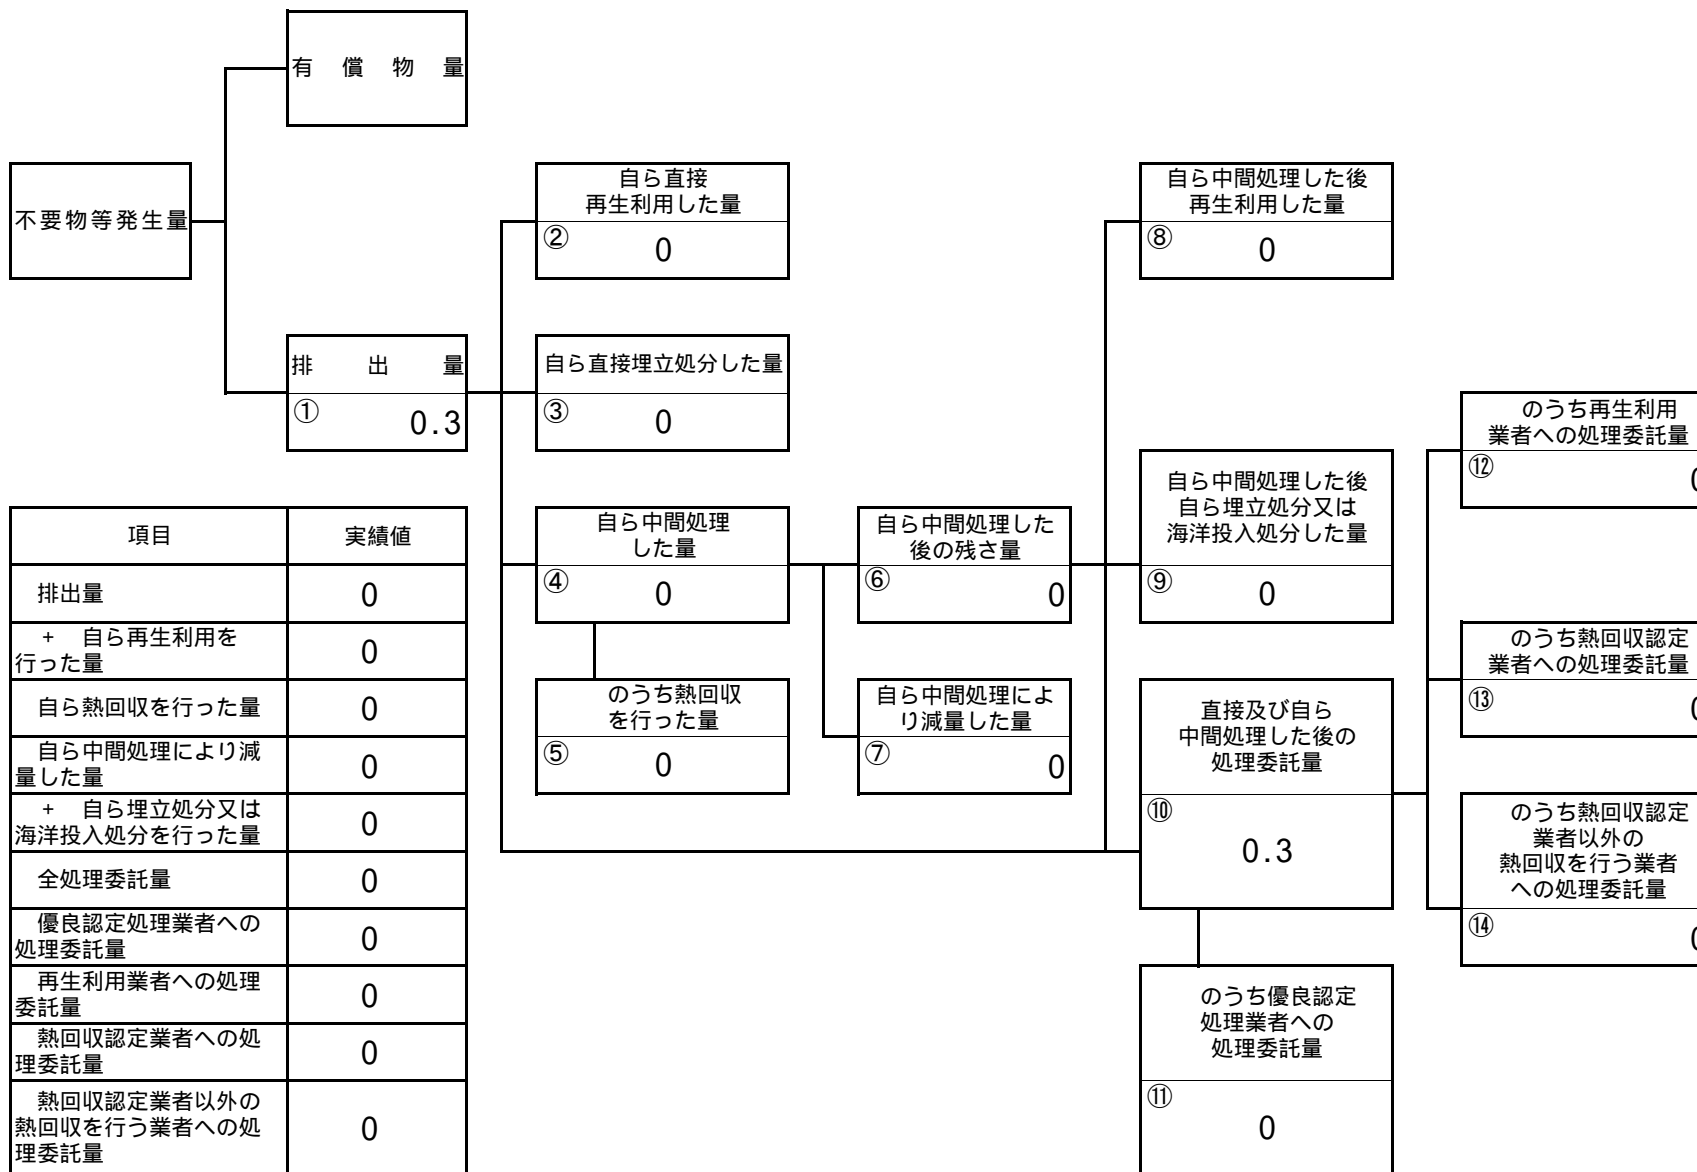 有償物量
不要物等発生量
排出量
①
0.3
自ら直接
再生利用した量
②
0
自ら直接埋立処分した量
③
0
自ら中間処理
した量
④
0
のうち熱回収
を行った量
⑤
0
自ら中間処理した
後の残さ量
⑥
0
自ら中間処理によ
り減量した量
⑦
0
自ら中間処理した後
再生利用した量
⑧
0
自ら中間処理した後
自ら埋立処分又は
海洋投入処分した量
⑨
0
直接及び自ら
中間処理した後の
処理委託量
⑩
0.3
のうち優良認定
処理業者への
処理委託量
⑪
0
のうち再生利用
業者への処理委託量
⑫
のうち熱回収認定
業者への処理委託量
⑬
のうち熱回収認定
業者以外の
熱回収を行う業者
への処理委託量
⑭
項目 実績値
排出量 0
+ 自ら再生利用を
行った量 0
自ら熱回収を行った量 0
自ら中間処理により減
量した量 0
+ 自ら埋立処分又は
海洋投入処分を行った量 0
全処理委託量 0
優良認定処理業者への
処理委託量 0
再生利用業者への処理
委託量 0
熱回収認定業者への処
理委託量 0
熱回収認定業者以外の
熱回収を行う業者への処
理委託量 0